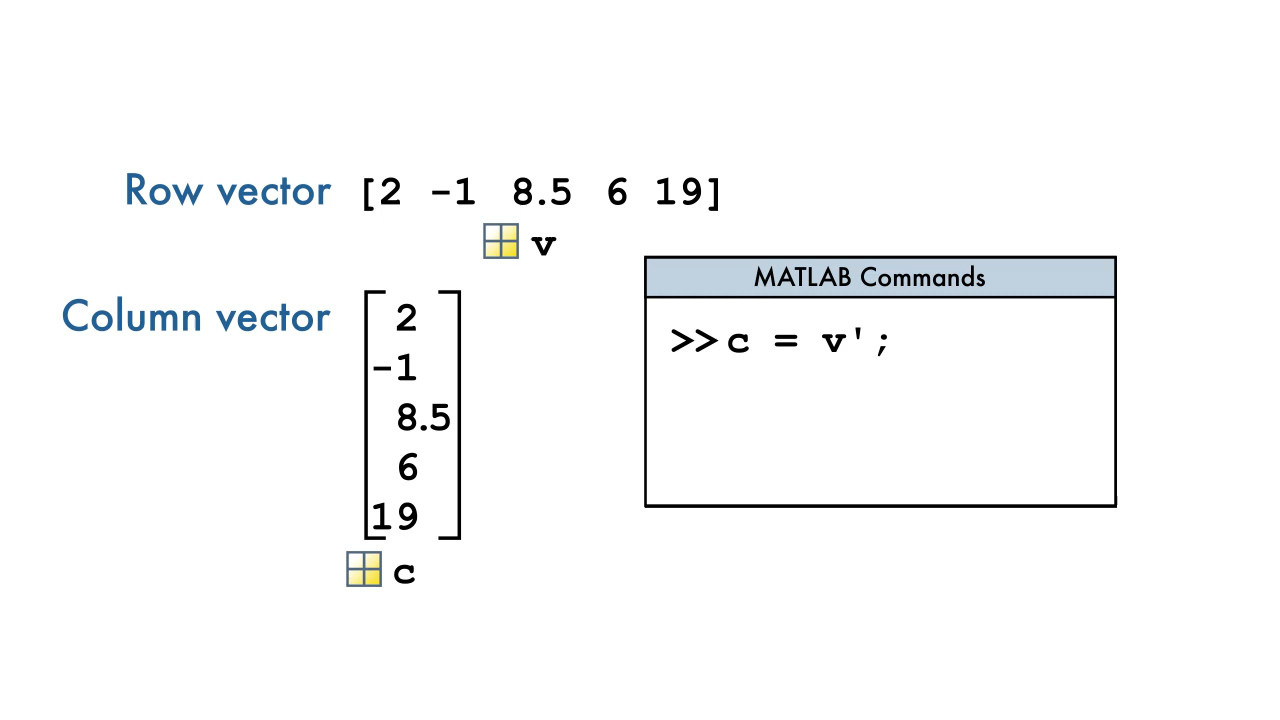 Row vector [2 -1 8.5 6 19]
v
MATLAB Commands
>>c = v';
Column vector
2
-1
8.5
6
19
c